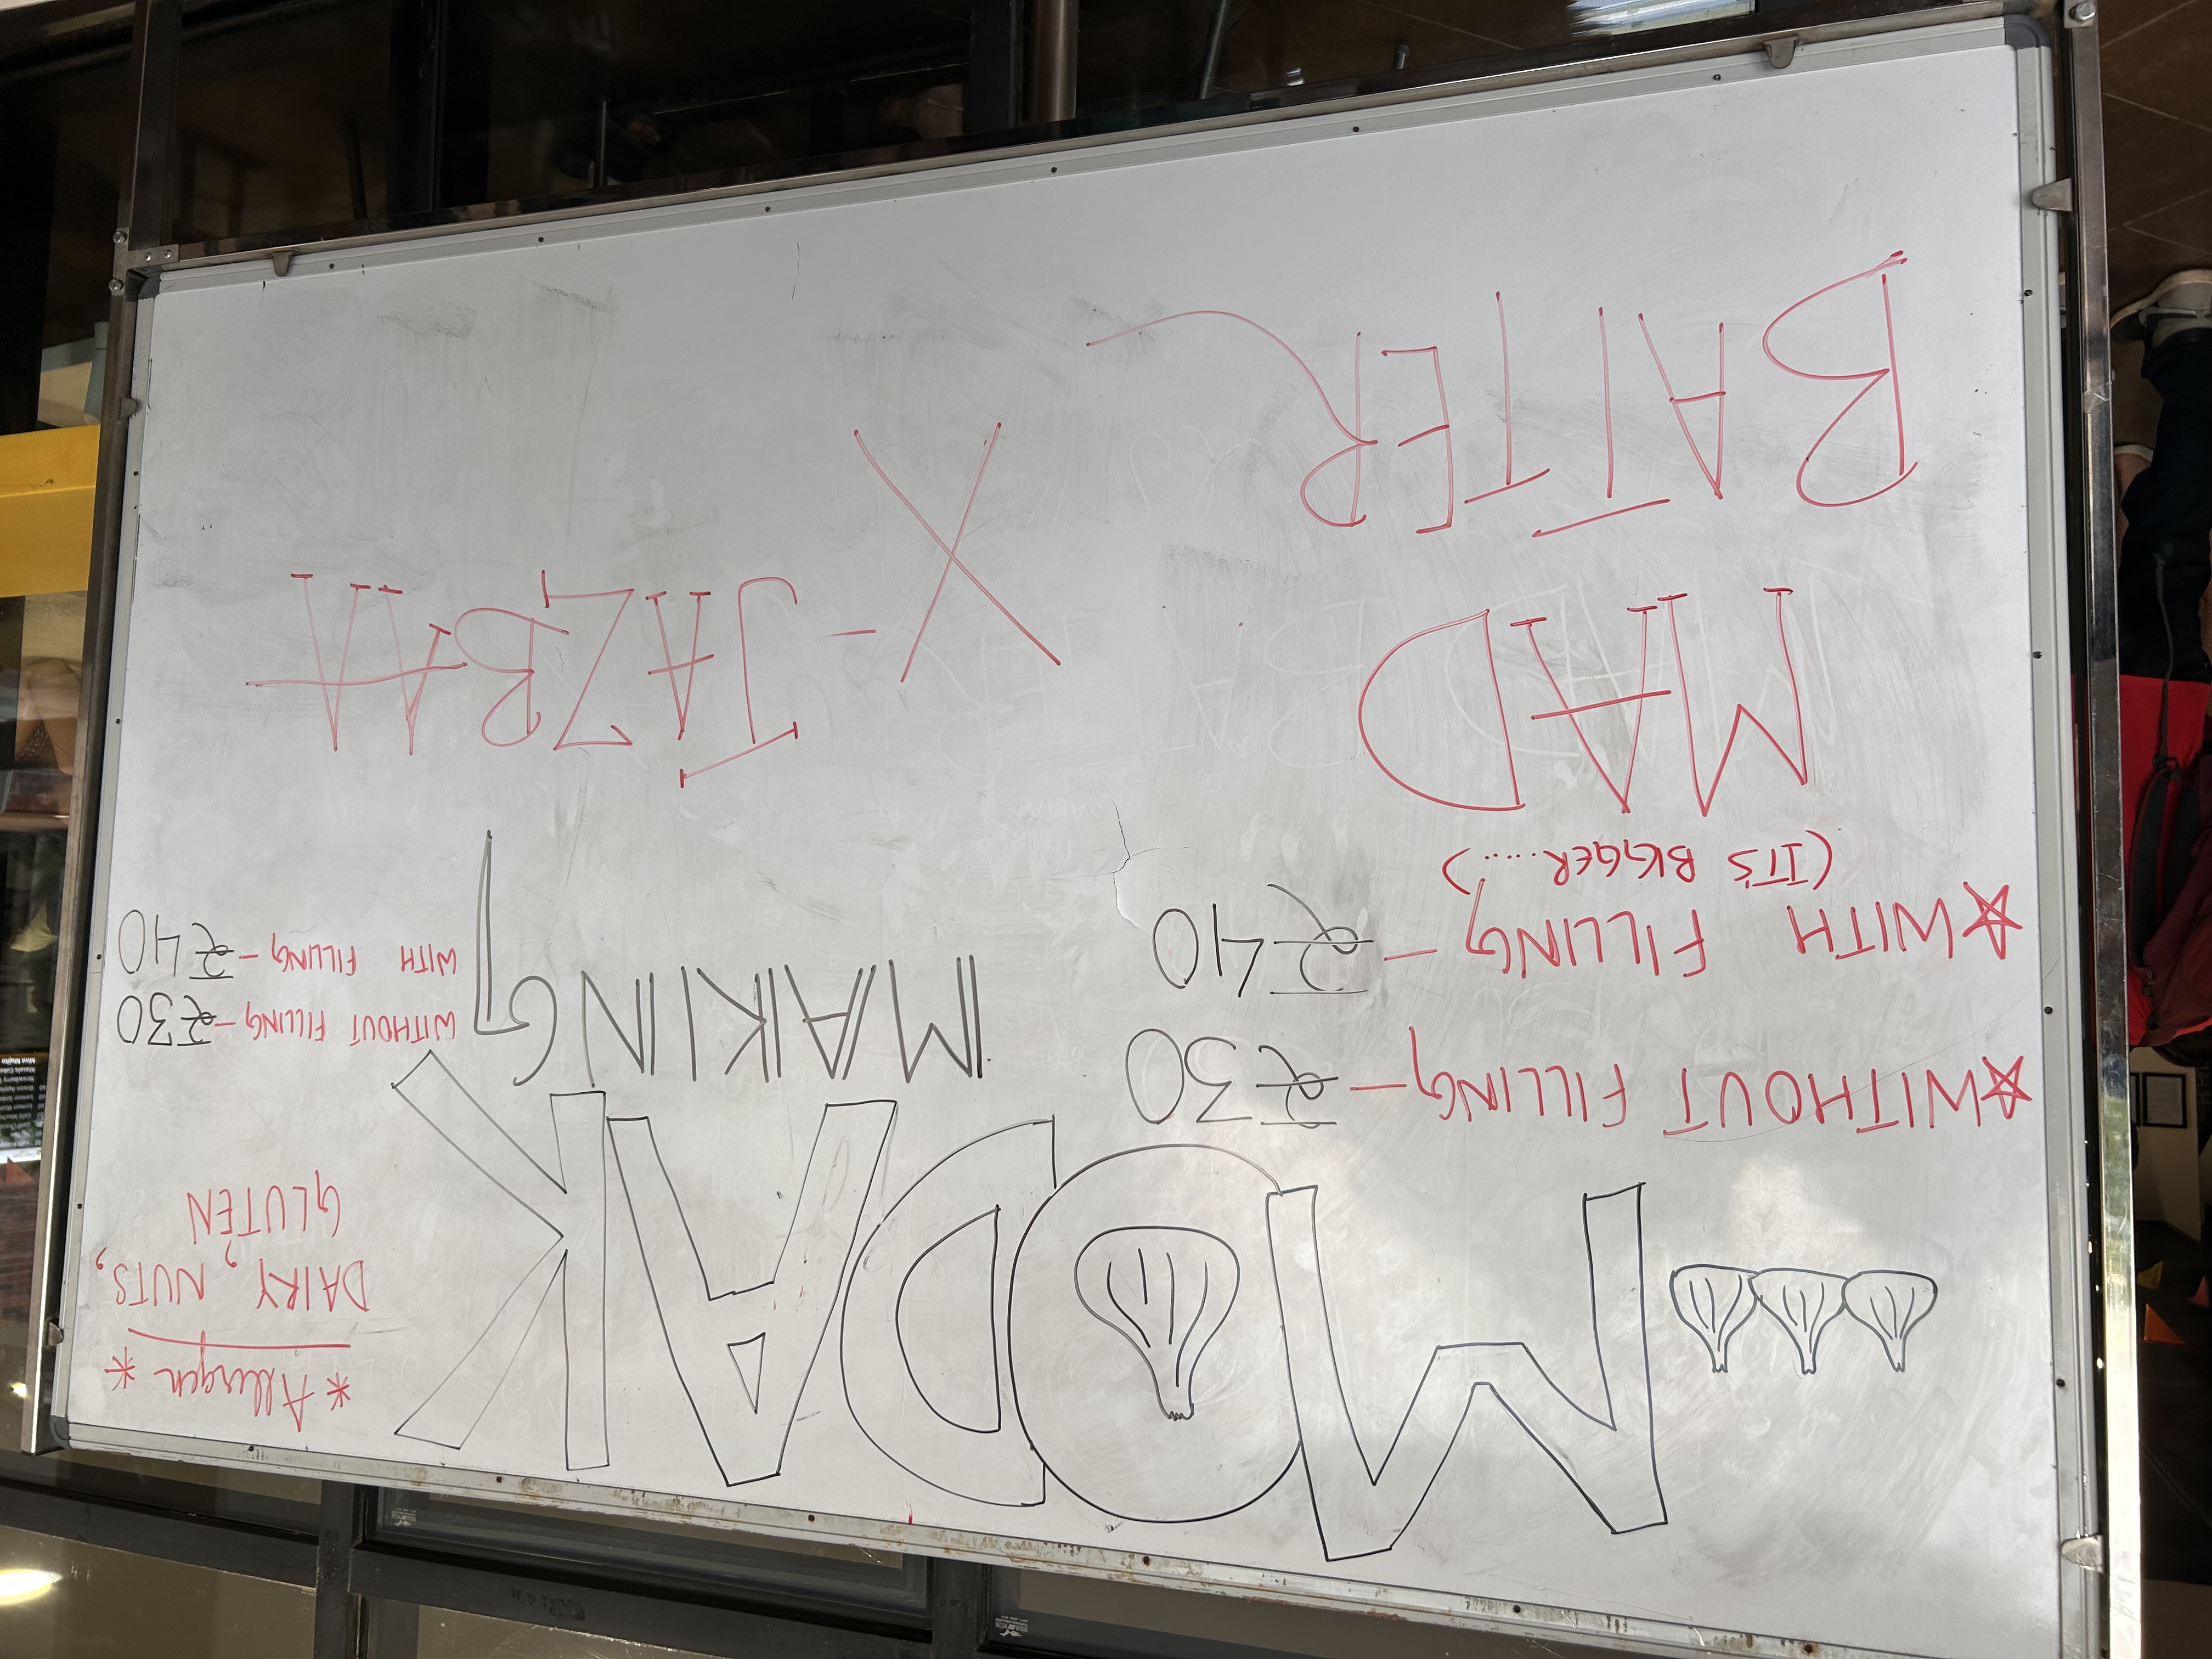 MODAK
MAKING
* Allergen *
DAIRY, NUTS,
GLUTEN
WITHOUT FILLING - ₹30
WITH FILLING - ₹40
(IT'S BIGGER.....)
WITHOUT FILLING - ₹30
WITH FILLING - ₹40
MAD
BATTER
X - JAZBAA